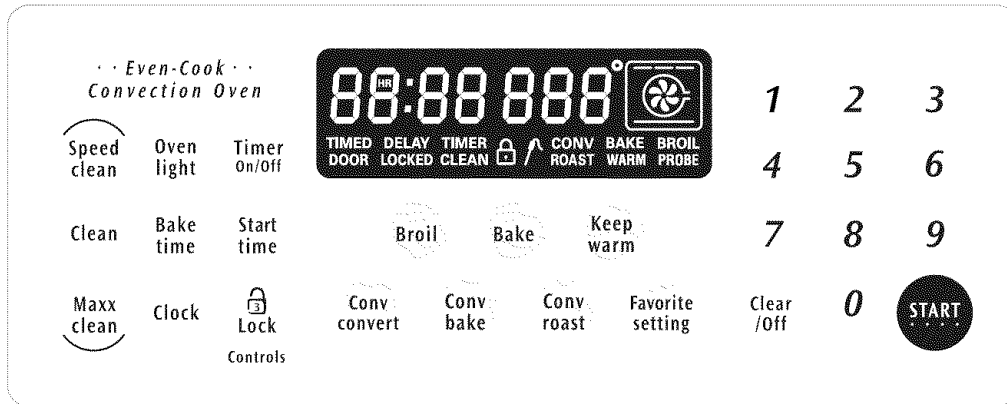 ·· Even-Cook ··
Convection Oven
Speed
clean
Oven
light
Timer
On/Off
Clean
Bake
time
Start
time
Maxx
clean
Clock
3
Lock
Controls
88:88 888°
HR
TIMED DELAY TIMER CONV BAKE BROIL
DOOR LOCKED CLEAN ROAST WARM PROBE
Broil
Bake
Keep
warm
Conv
convert
Conv
bake
Conv
roast
Favorite
setting
1 2 3
4 5 6
7 8 9
Clear
/Off
0
START